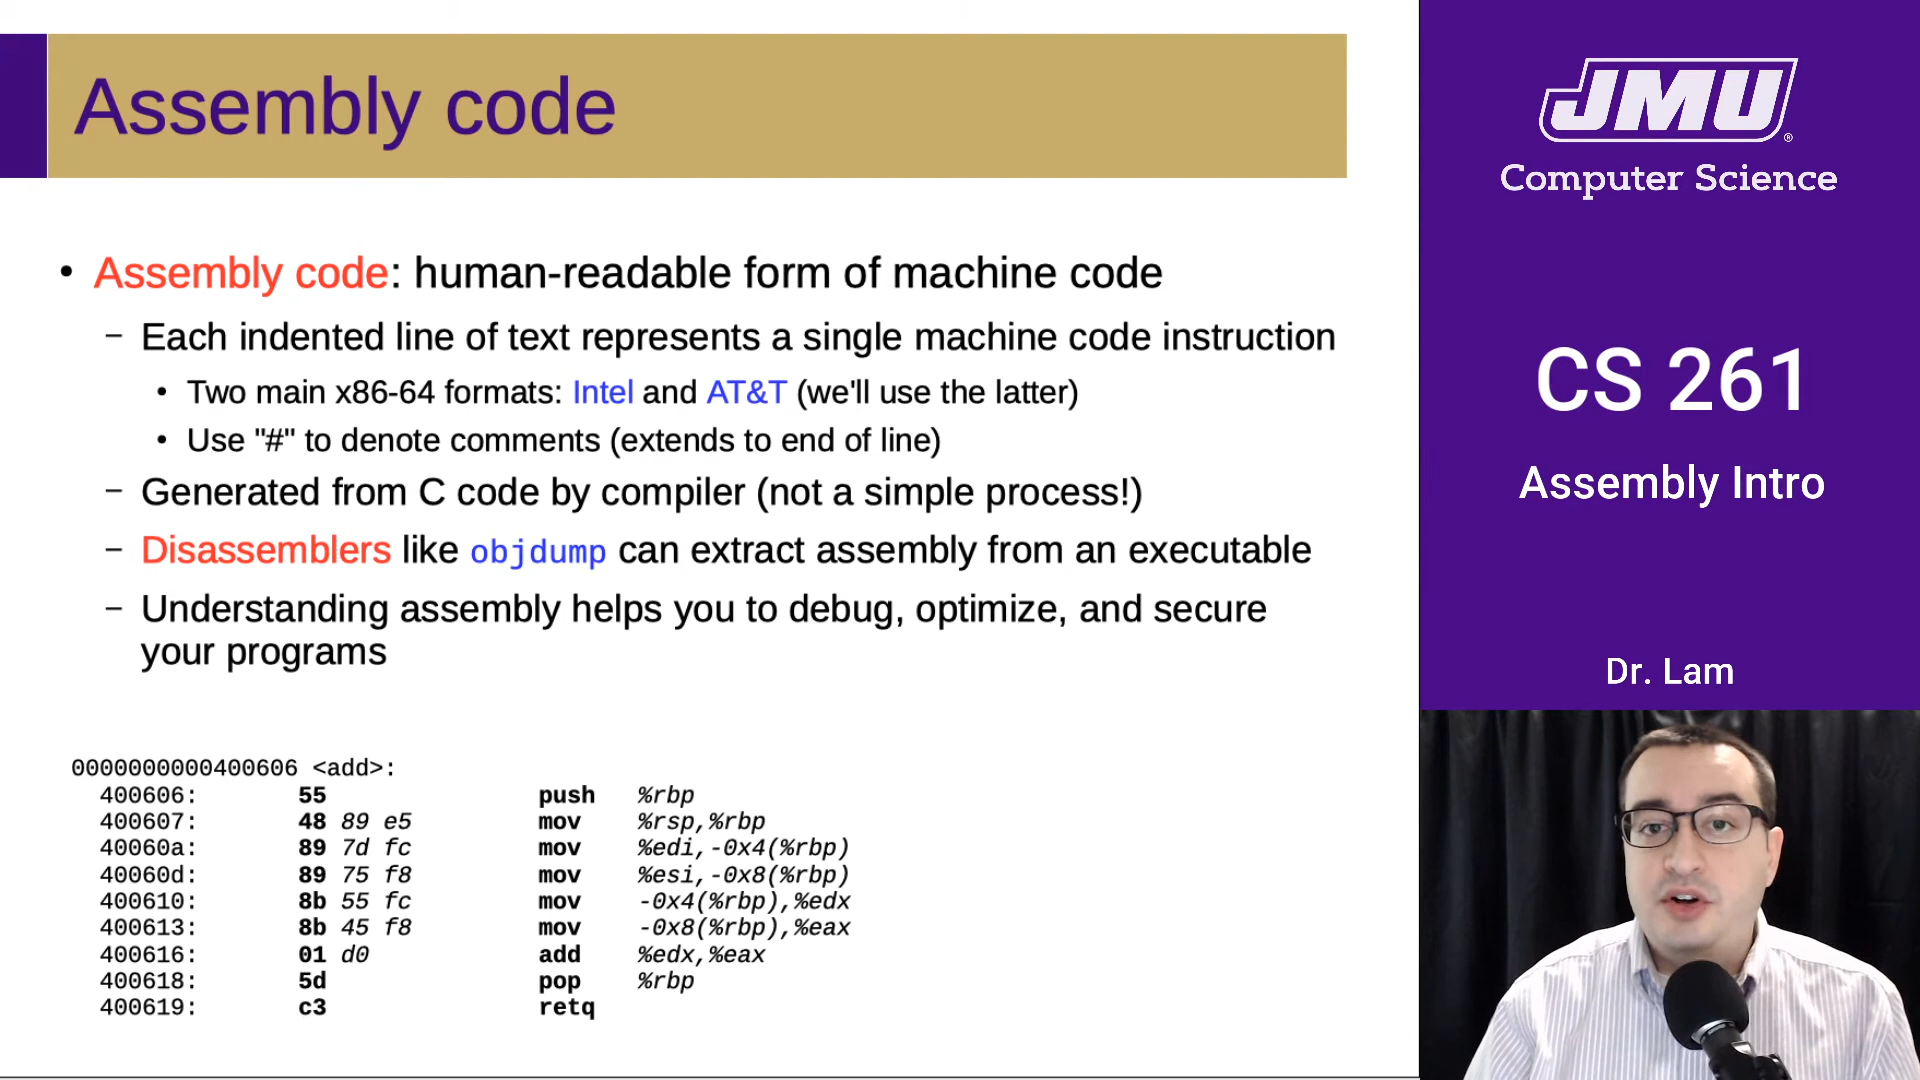 Assembly code
• Assembly code: human-readable form of machine code
– Each indented line of text represents a single machine code instruction
• Two main x86-64 formats: Intel and AT&T (we'll use the latter)
• Use "#" to denote comments (extends to end of line)
– Generated from C code by compiler (not a simple process!)
– Disassemblers like objdump can extract assembly from an executable
– Understanding assembly helps you to debug, optimize, and secure
your programs
0000000000400606 <add>:
400606: 55 push %rbp
400607: 48 89 e5 mov %rsp,%rbp
40060a: 89 7d fc mov %edi,-0x4(%rbp)
40060d: 89 75 f8 mov %esi,-0x8(%rbp)
400610: 8b 55 fc mov -0x4(%rbp),%edx
400613: 8b 45 f8 mov -0x8(%rbp),%eax
400616: 01 d0 add %edx,%eax
400618: 5d pop %rbp
400619: c3 retq
JMU®
Computer Science
CS 261
Assembly Intro
Dr. Lam